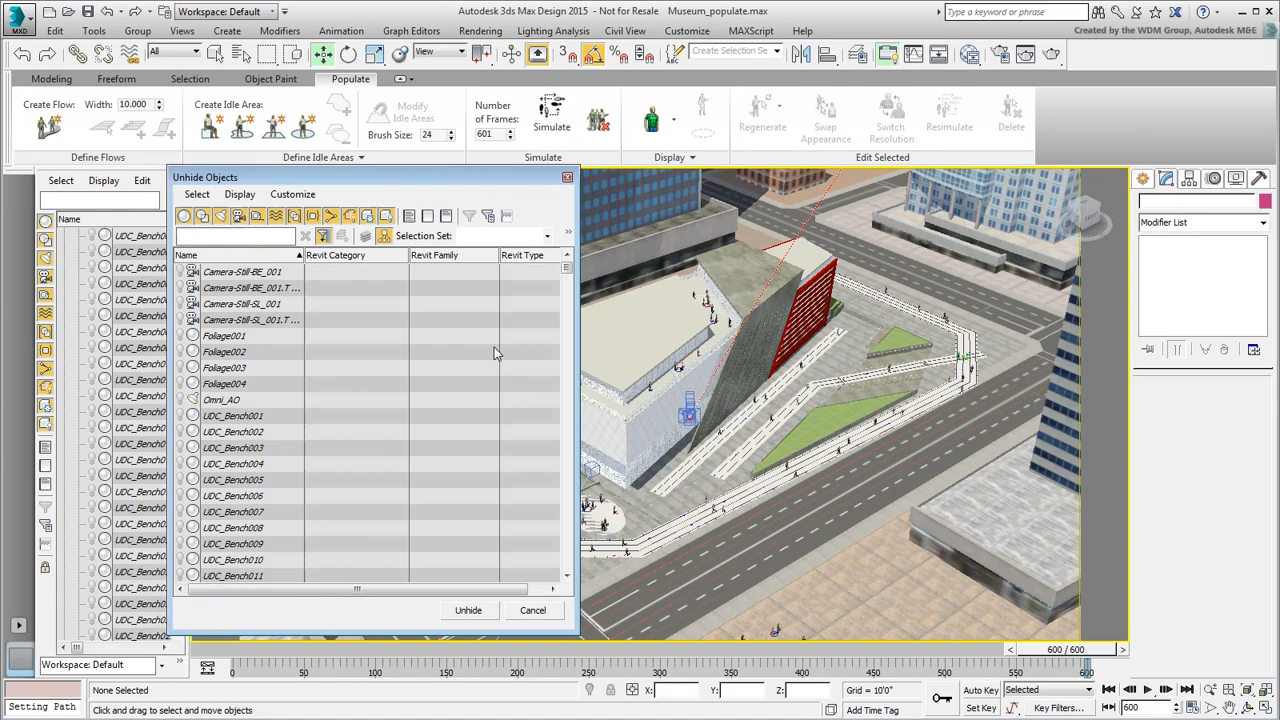 Workspace: Default
Autodesk 3ds Max Design 2015 - Not for Resale Museum_populate.max
Type a keyword or phrase
MXD
Edit Tools Group Views Create Modifiers Animation Graph Editors Rendering Lighting Analysis Civil View Customize MAXScript Help
Created by the WDM Group, Autodesk M&E
All
View
Create Selection Se
Modeling Freeform Selection Object Paint Populate
Create Flow: Width: 10.000
Create Idle Area:
Modify
Idle Areas
Brush Size: 24
Number
of Frames:
601
Simulate
Regenerate
Swap
Appearance
Switch
Resolution
Resimulate
Delete
Define Flows Define Idle Areas Simulate Display Edit Selected
Select Display Edit
Name
Unhide Objects
Select Display Customize
Selection Set:
Name Revit Category Revit Family Revit Type
Camera-Still-BE_001
Camera-Still-BE_001.T ...
Camera-Still-SL_001
Camera-Still-SL_001.T ...
Foliage001
Foliage002
Foliage003
Foliage004
Omni_AO
UDC_Bench001
UDC_Bench002
UDC_Bench003
UDC_Bench004
UDC_Bench005
UDC_Bench006
UDC_Bench007
UDC_Bench008
UDC_Bench009
UDC_Bench010
UDC_Bench011
Unhide Cancel
Modifier List
600 / 600
Workspace: Default
0 50 100 150 200 250 300 350 400 450 500 550 600
None Selected
X: Y: Z: Grid = 10'0"
Auto Key Selected
Setting Path
Click and drag to select and move objects
Add Time Tag
Set Key Key Filters...
600